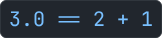 3.0 == 2 + 1